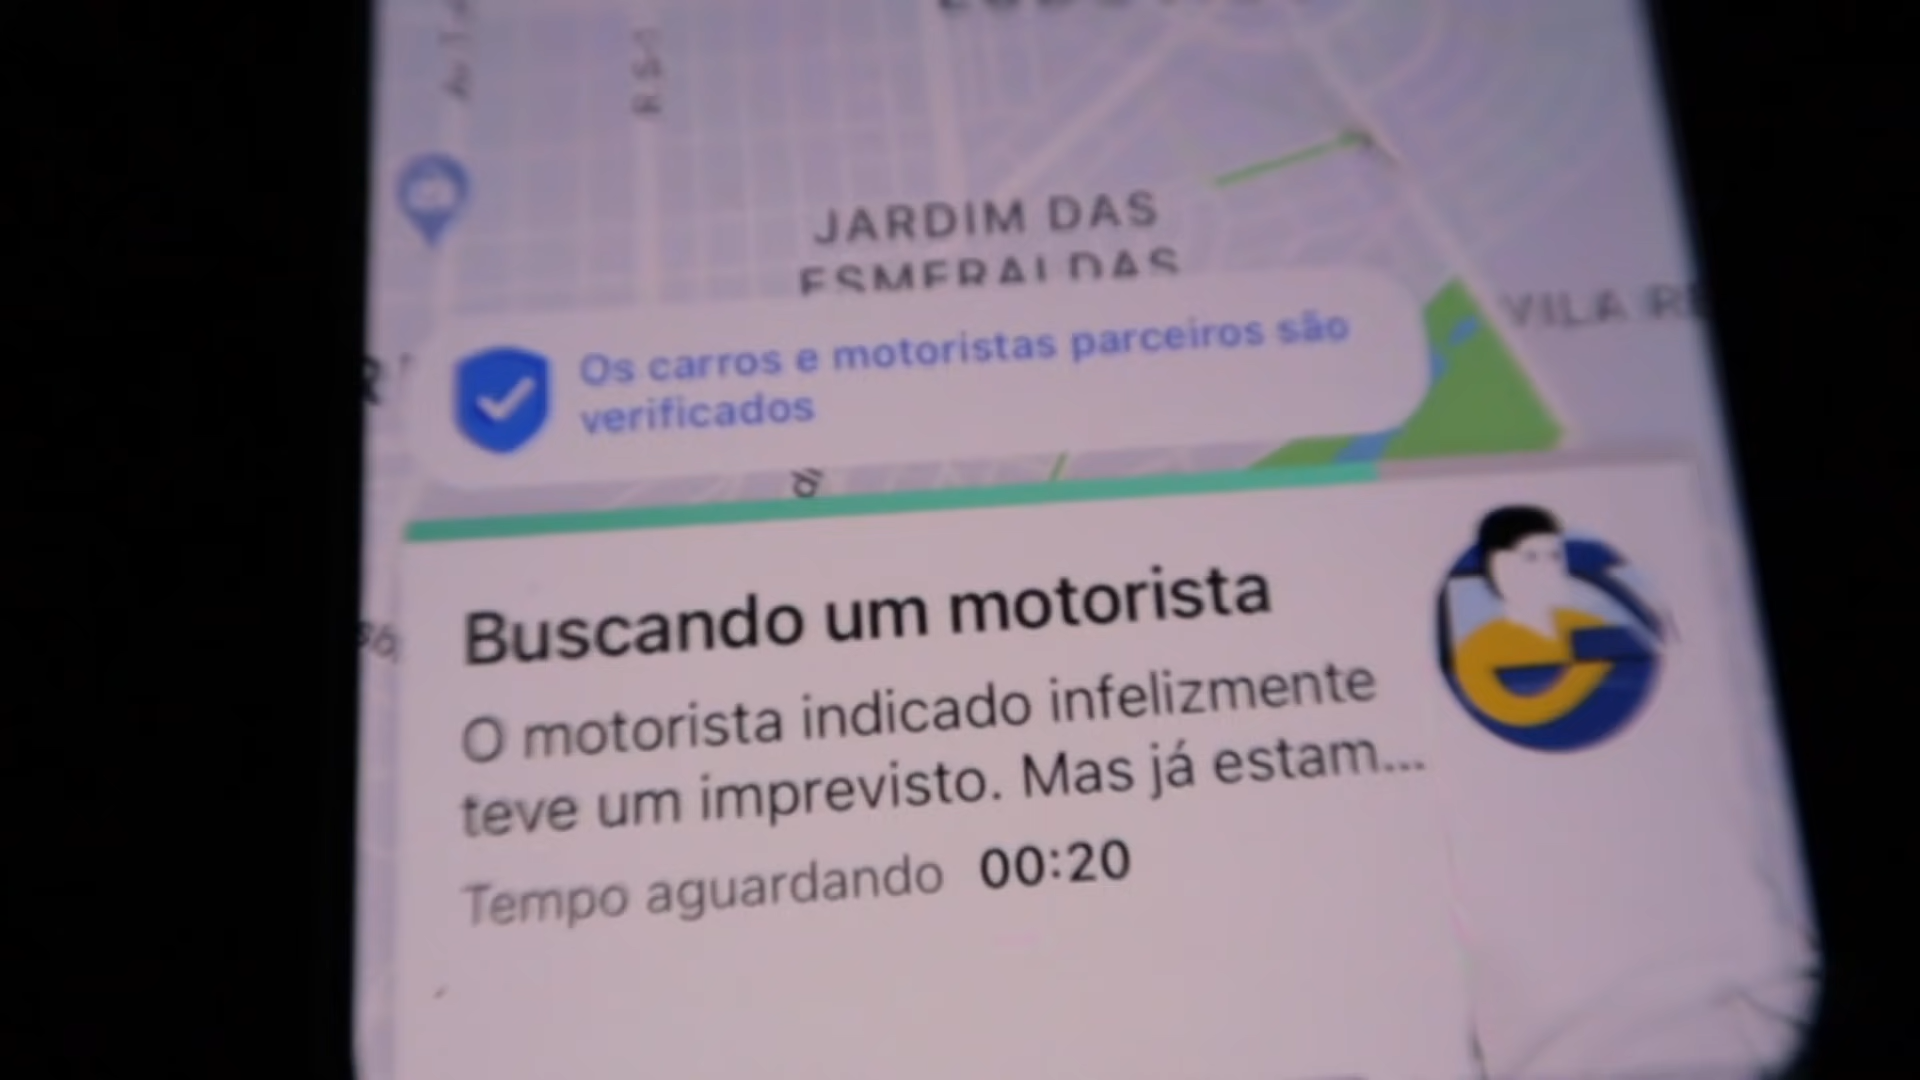 R.S-1
JARDIM DAS
ESMERALDAS
VILA
Os carros e motoristas parceiros são
verificados
Buscando um motorista
O motorista indicado infelizmente
teve um imprevisto. Mas já estam...
Tempo aguardando 00:20